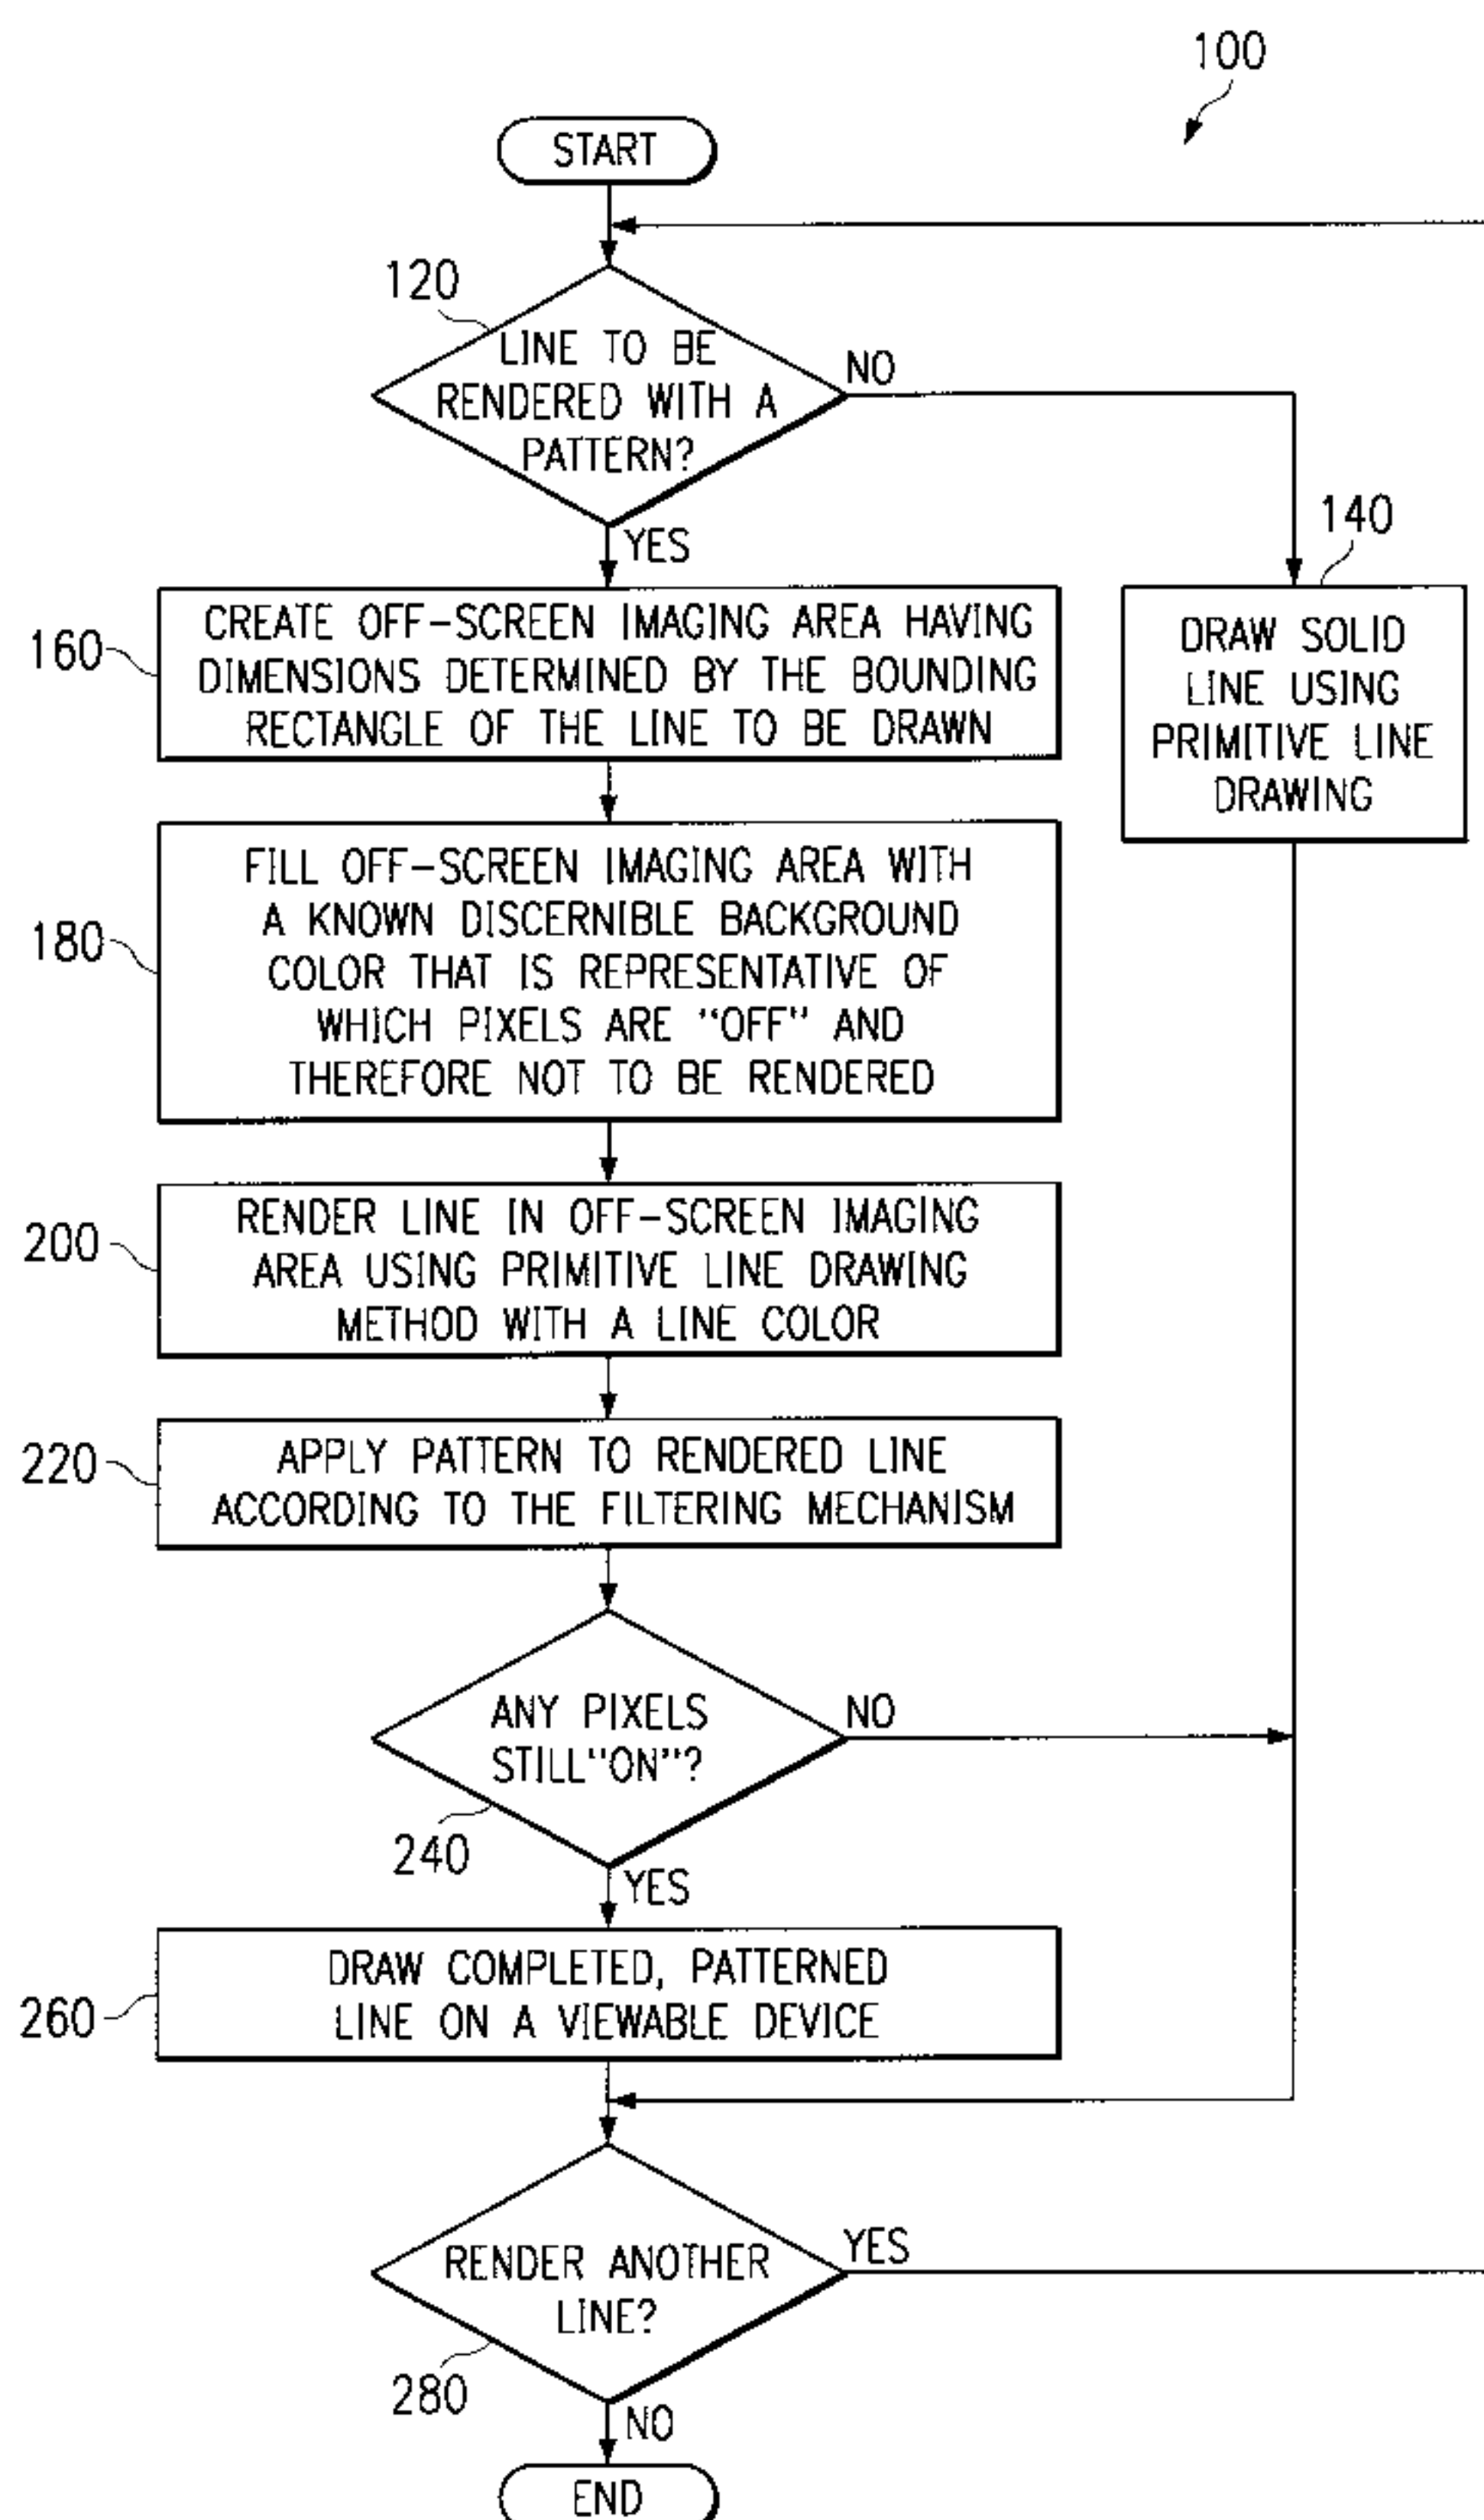 100
START
120
LINE TO BE
RENDERED WITH A
PATTERN?
NO
YES
140
DRAW SOLID
LINE USING
PRIMITIVE LINE
DRAWING
160
CREATE OFF-SCREEN IMAGING AREA HAVING
DIMENSIONS DETERMINED BY THE BOUNDING
RECTANGLE OF THE LINE TO BE DRAWN
180
FILL OFF-SCREEN IMAGING AREA WITH
A KNOWN DISCERNIBLE BACKGROUND
COLOR THAT IS REPRESENTATIVE OF
WHICH PIXELS ARE "OFF" AND
THEREFORE NOT TO BE RENDERED
200
RENDER LINE IN OFF-SCREEN IMAGING
AREA USING PRIMITIVE LINE DRAWING
METHOD WITH A LINE COLOR
220
APPLY PATTERN TO RENDERED LINE
ACCORDING TO THE FILTERING MECHANISM
ANY PIXELS
STILL"ON"?
NO
240
YES
260
DRAW COMPLETED, PATTERNED
LINE ON A VIEWABLE DEVICE
RENDER ANOTHER
LINE?
YES
280
NO
END